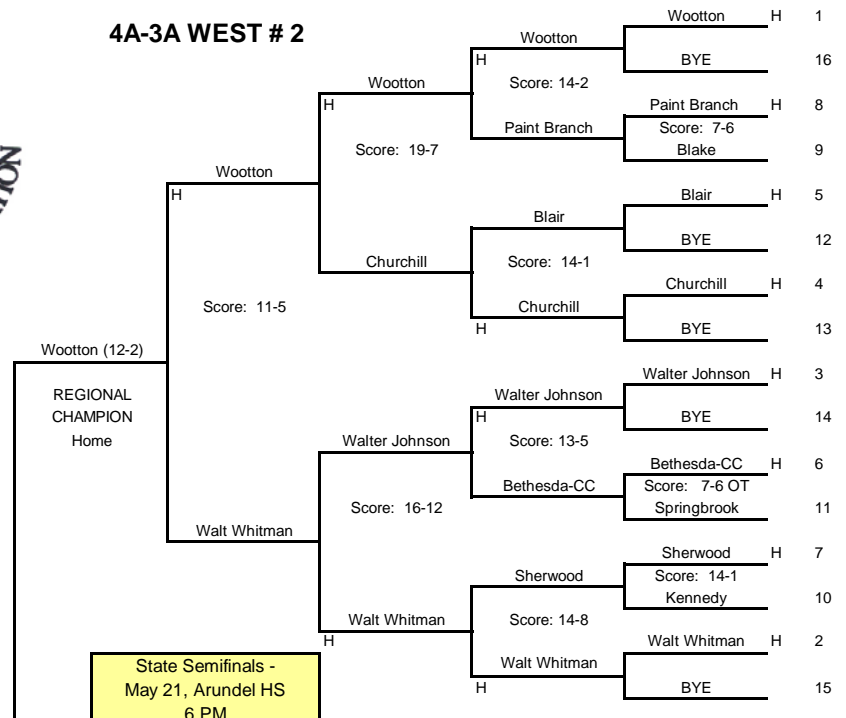 4A-3A WEST # 2
Wootton H 1
Wootton
H
BYE 16
Score: 14-2
Wootton
H
Paint Branch H 8
Paint Branch
Score: 7-6
Blake 9
Score: 19-7
Wootton
H
Blair H 5
Blair
BYE 12
Churchill
Score: 14-1
Churchill H 4
Churchill
H
BYE 13
Score: 11-5
Wootton (12-2)
REGIONAL
CHAMPION
Home
Walter Johnson H 3
Walter Johnson
H
BYE 14
Score: 13-5
Walter Johnson
Bethesda-CC H 6
Bethesda-CC
Score: 7-6 OT
Springbrook 11
Score: 16-12
Walt Whitman
Sherwood H 7
Sherwood
Score: 14-1
Kennedy 10
Walt Whitman
H
Score: 14-8
Walt Whitman H 2
Walt Whitman
H
BYE 15
State Semifinals -
May 21, Arundel HS
6 PM